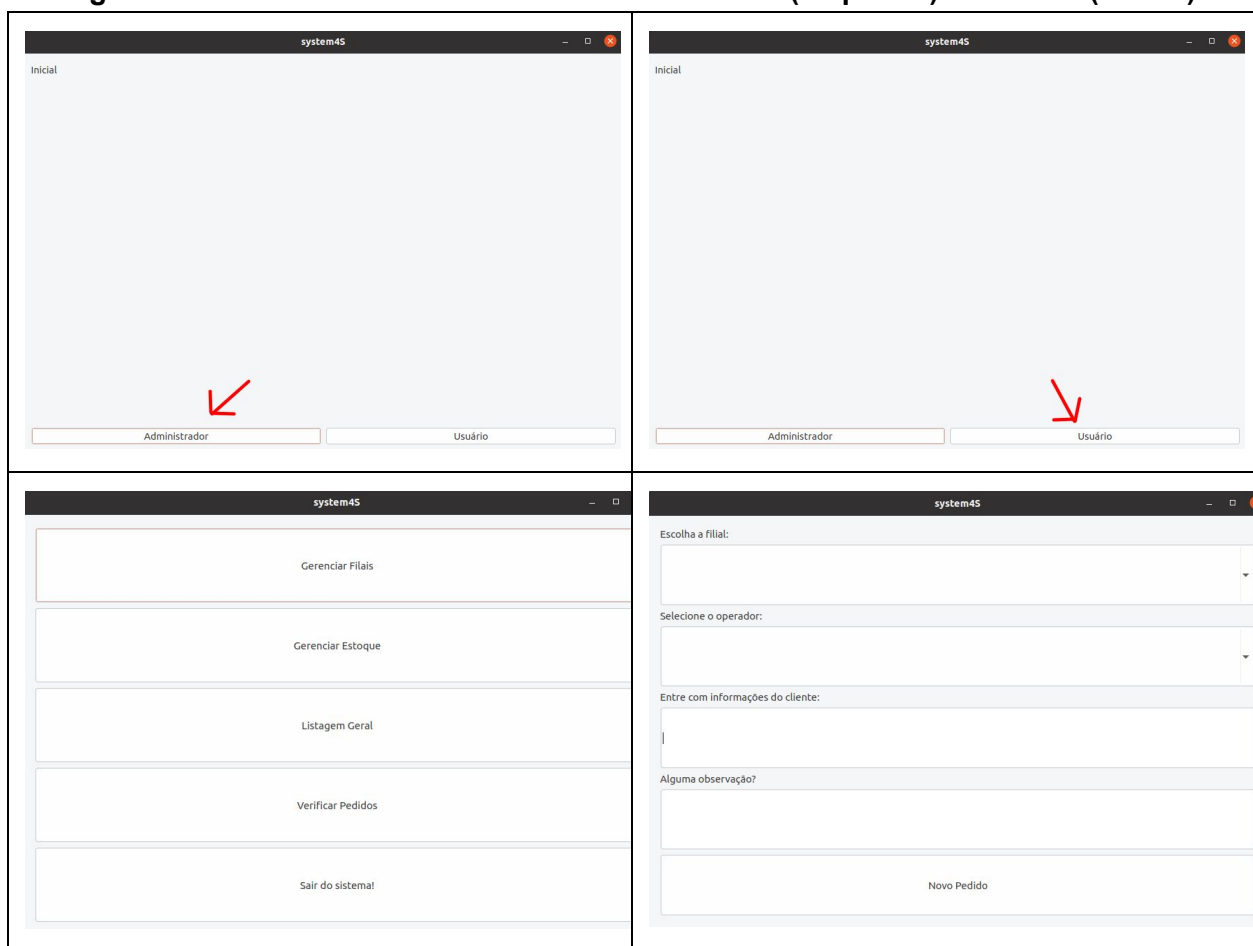 system4S
Inicial
Administrador Usuário
system4S
Inicial
Administrador Usuário
system4S
Gerenciar Filais
Gerenciar Estoque
Listagem Geral
Verificar Pedidos
Sair do sistema!
system4S
Escolha a filial:
Selecione o operador:
Entre com informações do cliente:
Alguma observação?
Novo Pedido